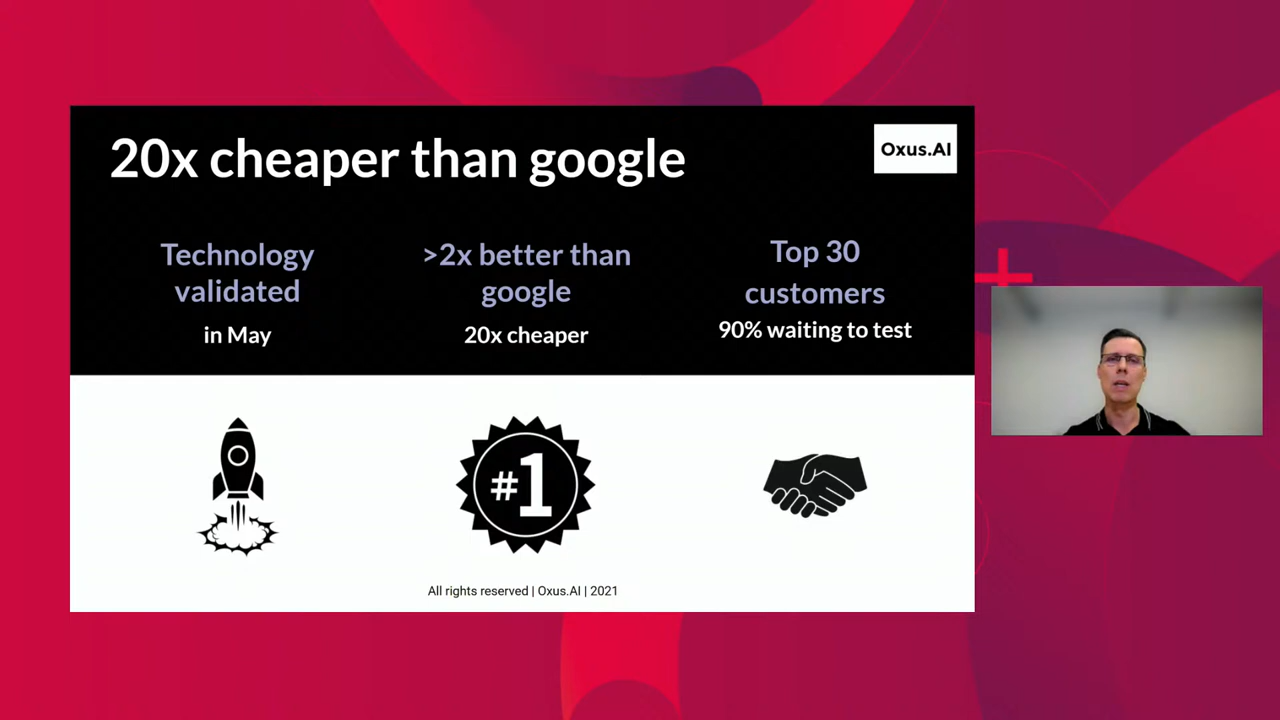 20x cheaper than google
Oxus.AI
Technology
validated
in May
>2x better than
google
20x cheaper
Top 30
customers
90% waiting to test
#1
All rights reserved | Oxus.AI | 2021